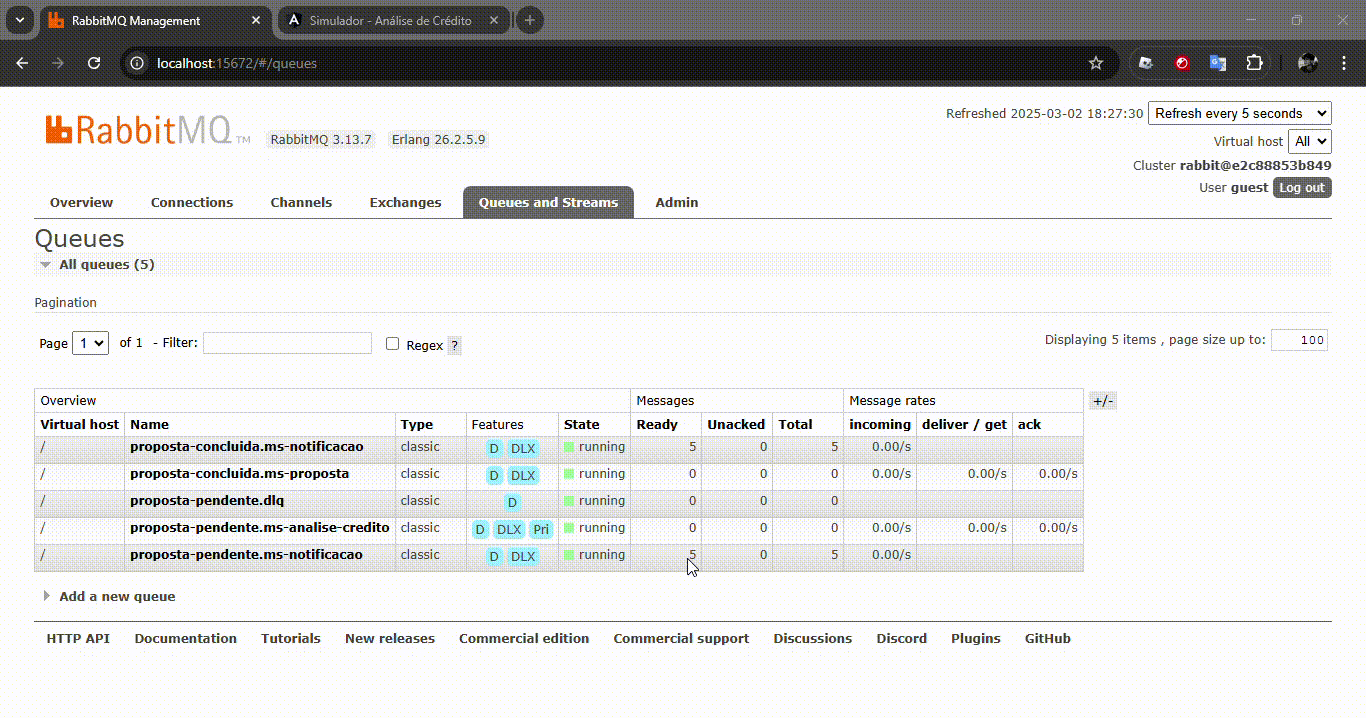 RabbitMQ Management
Simulador - Análise de Crédito
localhost:15672/#/queues
RabbitMQ TM
RabbitMQ 3.13.7
Erlang 26.2.5.9
Refreshed 2025-03-02 18:27:30 Refresh every 5 seconds
Virtual host All
Cluster rabbit@e2c88853b849
User guest Log out
Overview Connections Channels Exchanges Queues and Streams Admin
Queues
All queues (5)
Pagination
Page 1 of 1 - Filter: Regex ?
Displaying 5 items , page size up to: 100
Overview Messages Message rates +/-
Virtual host Name Type Features State Ready Unacked Total incoming deliver / get ack
/ proposta-concluida.ms-notificacao classic D DLX running 5 0 5 0.00/s
/ proposta-concluida.ms-proposta classic D DLX running 0 0 0 0.00/s 0.00/s 0.00/s
/ proposta-pendente.dlq classic D running 0 0 0
/ proposta-pendente.ms-analise-credito classic D DLX Pri running 0 0 0 0.00/s 0.00/s 0.00/s
/ proposta-pendente.ms-notificacao classic D DLX running 5 0 5 0.00/s
Add a new queue
HTTP API Documentation Tutorials New releases Commercial edition Commercial support Discussions Discord Plugins GitHub